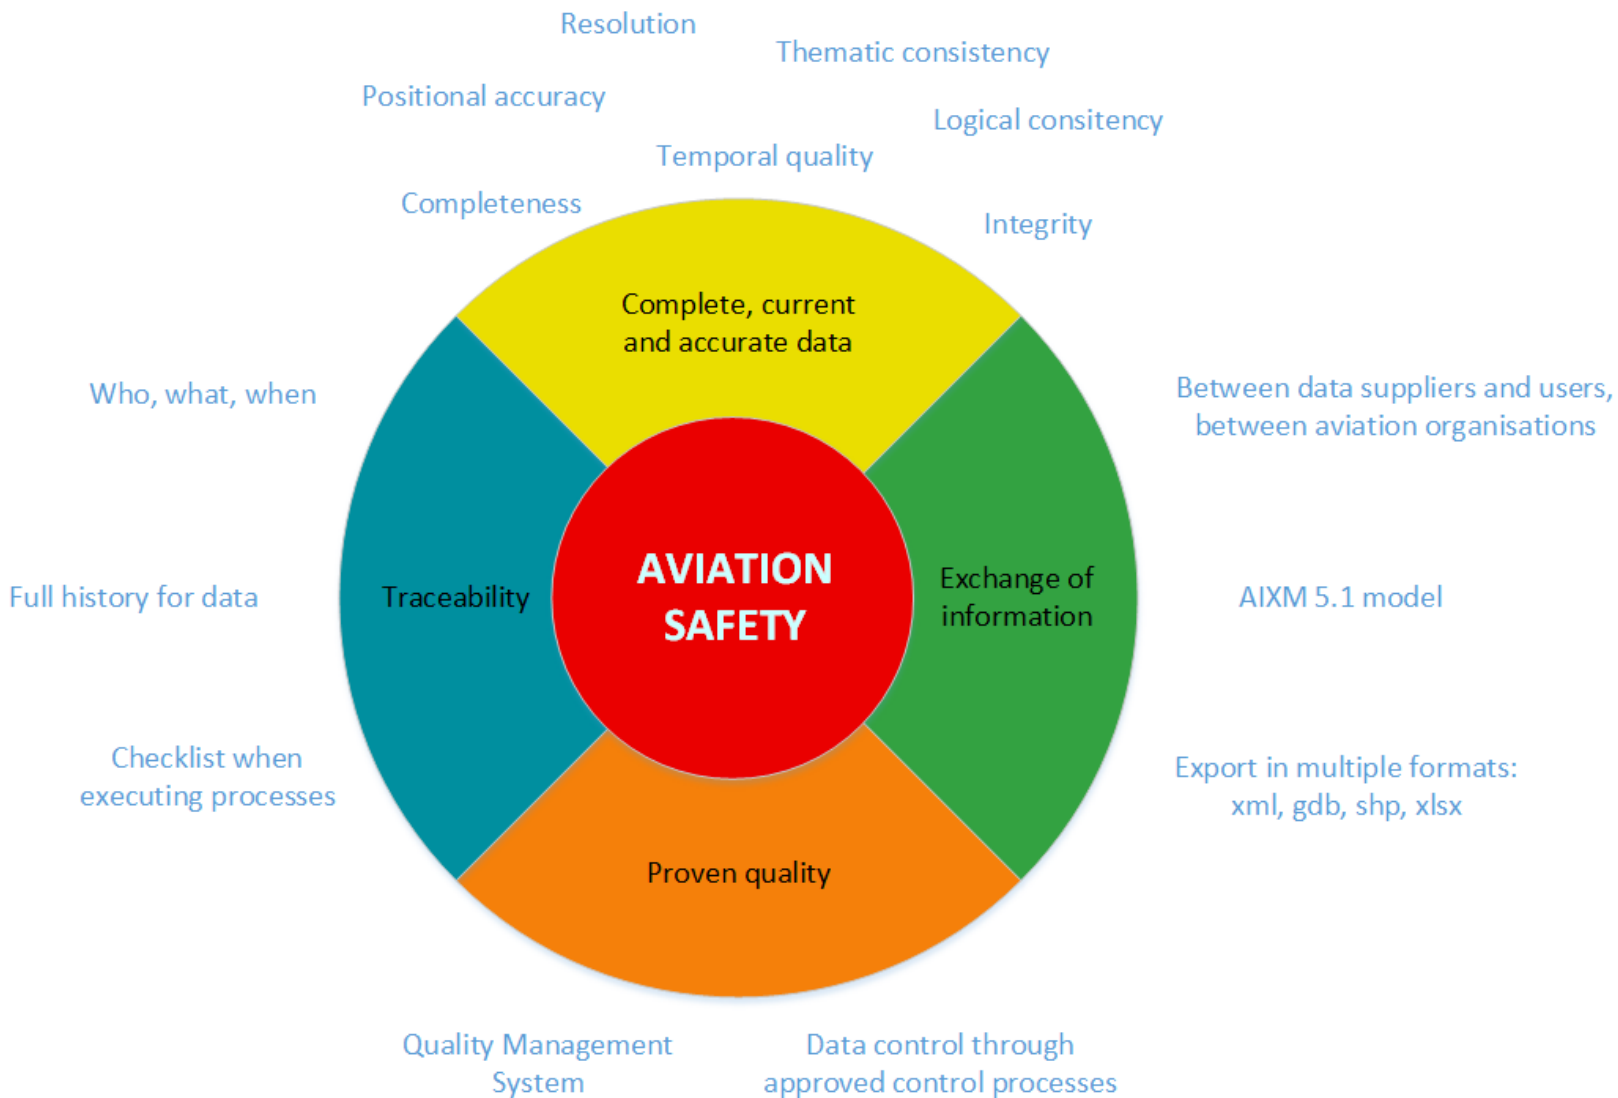 Resolution
Thematic consistency
Positional accuracy
Logical consitency
Temporal quality
Completeness
Integrity
Complete, current
and accurate data
Who, what, when
Between data suppliers and users,
between aviation organisations
AVIATION
SAFETY
Traceability
Exchange of
information
Full history for data
AIXM 5.1 model
Checklist when
executing processes
Export in multiple formats:
xml, gdb, shp, xlsx
Proven quality
Quality Management
System
Data control through
approved control processes